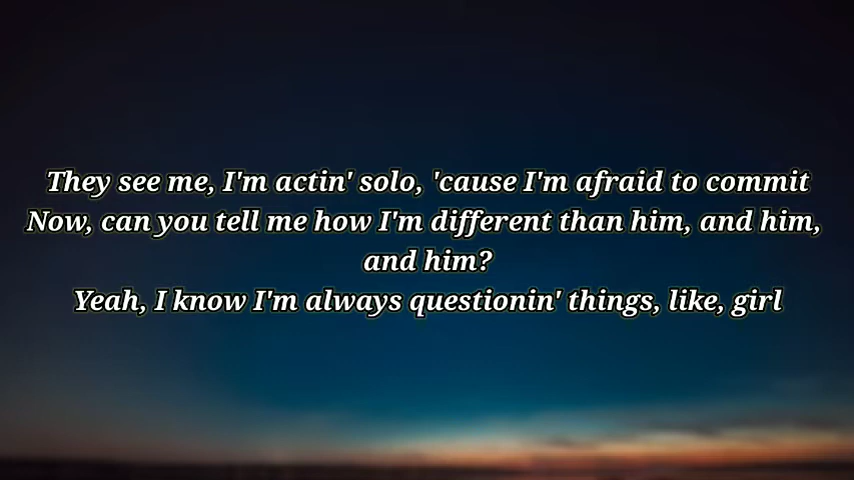 They see me, I'm actin' solo, 'cause I'm afraid to commit
Now, can you tell me how I'm different than him, and him,
and him?
Yeah, I know I'm always questionin' things, like, girl